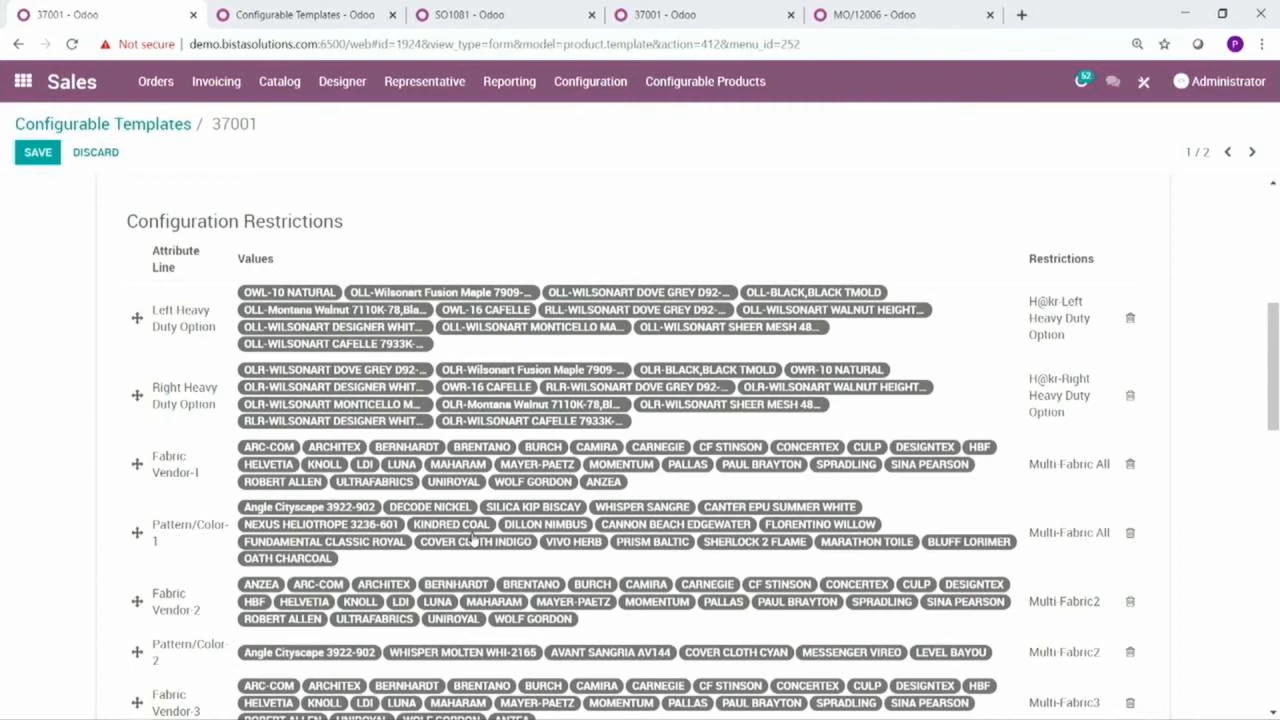 37001 - Odoo
Configurable Templates - Odoo
SO1081 - Odoo
37001 - Odoo
MO/12006 - Odoo
Not secure | demo.bistasolutions.com:6500/web#id=1924&view_type=form&model=product.template&action=412&menu_id=252
P
Sales
Orders Invoicing Catalog Designer Representative Reporting Configuration Configurable Products
52
Administrator
Configurable Templates / 37001
SAVE DISCARD
1 / 2
Configuration Restrictions
Attribute
Line
Values
Restrictions
Left Heavy
Duty Option
OWL-10 NATURAL OLL-Wilsonart Fusion Maple 7909-... OLL-WILSONART DOVE GREY D92-... OLL-BLACK,BLACK TMOLD
OLL-Montana Walnut 7110K-78,Bla... OWL-16 CAFELLE RLL-WILSONART DOVE GREY D92-... OLL-WILSONART WALNUT HEIGHT...
OLL-WILSONART DESIGNER WHIT... OLL-WILSONART MONTICELLO MA... OLL-WILSONART SHEER MESH 48...
OLL-WILSONART CAFELLE 7933K-...
H@kr-Left
Heavy Duty
Option
Right Heavy
Duty Option
OLR-WILSONART DOVE GREY D92-... OLR-Wilsonart Fusion Maple 7909-... OLR-BLACK,BLACK TMOLD OWR-10 NATURAL
OLR-WILSONART DESIGNER WHIT... OWR-16 CAFELLE RLR-WILSONART DOVE GREY D92-... OLR-WILSONART WALNUT HEIGHT...
OLR-WILSONART MONTICELLO M... OLR-Montana Walnut 7110K-78,Bl... OLR-WILSONART SHEER MESH 48...
RLR-WILSONART DESIGNER WHIT... OLR-WILSONART CAFELLE 7933K-...
H@kr-Right
Heavy Duty
Option
Fabric
Vendor-1
ARC-COM ARCHITEX BERNHARDT BRENTANO BURCH CAMIRA CARNEGIE CF STINSON CONCERTEX CULP DESIGNTEX HBF
HELVETIA KNOLL LDI LUNA MAHARAM MAYER-PAETZ MOMENTUM PALLAS PAUL BRAYTON SPRADLING SINA PEARSON
ROBERT ALLEN ULTRAFABRICS UNIROYAL WOLF GORDON ANZEA
Multi-Fabric All
Pattern/Color-
1
Angle Cityscape 3922-902 DECODE NICKEL SILICA KIP BISCAY WHISPER SANGRE CANTER EPU SUMMER WHITE
NEXUS HELIOTROPE 3236-601 KINDRED COAL DILLON NIMBUS CANNON BEACH EDGEWATER FLORENTINO WILLOW
FUNDAMENTAL CLASSIC ROYAL COVER CLOTH INDIGO VIVO HERB PRISM BALTIC SHERLOCK 2 FLAME MARATHON TOILE BLUFF LORIMER
OATH CHARCOAL
Multi-Fabric All
Fabric
Vendor-2
ANZEA ARC-COM ARCHITEX BERNHARDT BRENTANO BURCH CAMIRA CARNEGIE CF STINSON CONCERTEX CULP DESIGNTEX
HBF HELVETIA KNOLL LDI LUNA MAHARAM MAYER-PAETZ MOMENTUM PALLAS PAUL BRAYTON SPRADLING SINA PEARSON
ROBERT ALLEN ULTRAFABRICS UNIROYAL WOLF GORDON
Multi-Fabric2
Pattern/Color-
2
Angle Cityscape 3922-902 WHISPER MOLTEN WHI-2165 AVANT SANGRIA AV144 COVER CLOTH CYAN MESSENGER VIREO LEVEL BAYOU
Multi-Fabric2
Fabric
Vendor-3
ARC-COM ARCHITEX BERNHARDT BRENTANO BURCH CAMIRA CARNEGIE CF STINSON CONCERTEX CULP DESIGNTEX HBF
HELVETIA KNOLL LDI LUNA MAHARAM MAYER-PAETZ MOMENTUM PALLAS PAUL BRAYTON SPRADLING SINA PEARSON
ROBERT ALLEN UNIROYAL WOLF GORDON ANZEA
Multi-Fabric3